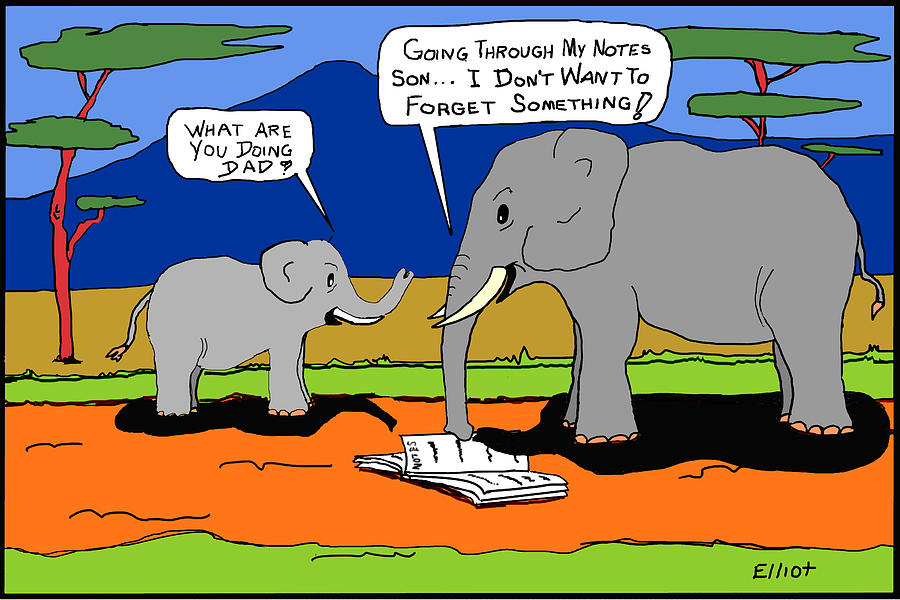 WHAT ARE
YOU DOING
DAD?
GOING THROUGH MY NOTES
SON... I DON'T WANT TO
FORGET SOMETHING!
NOTES
Elliot